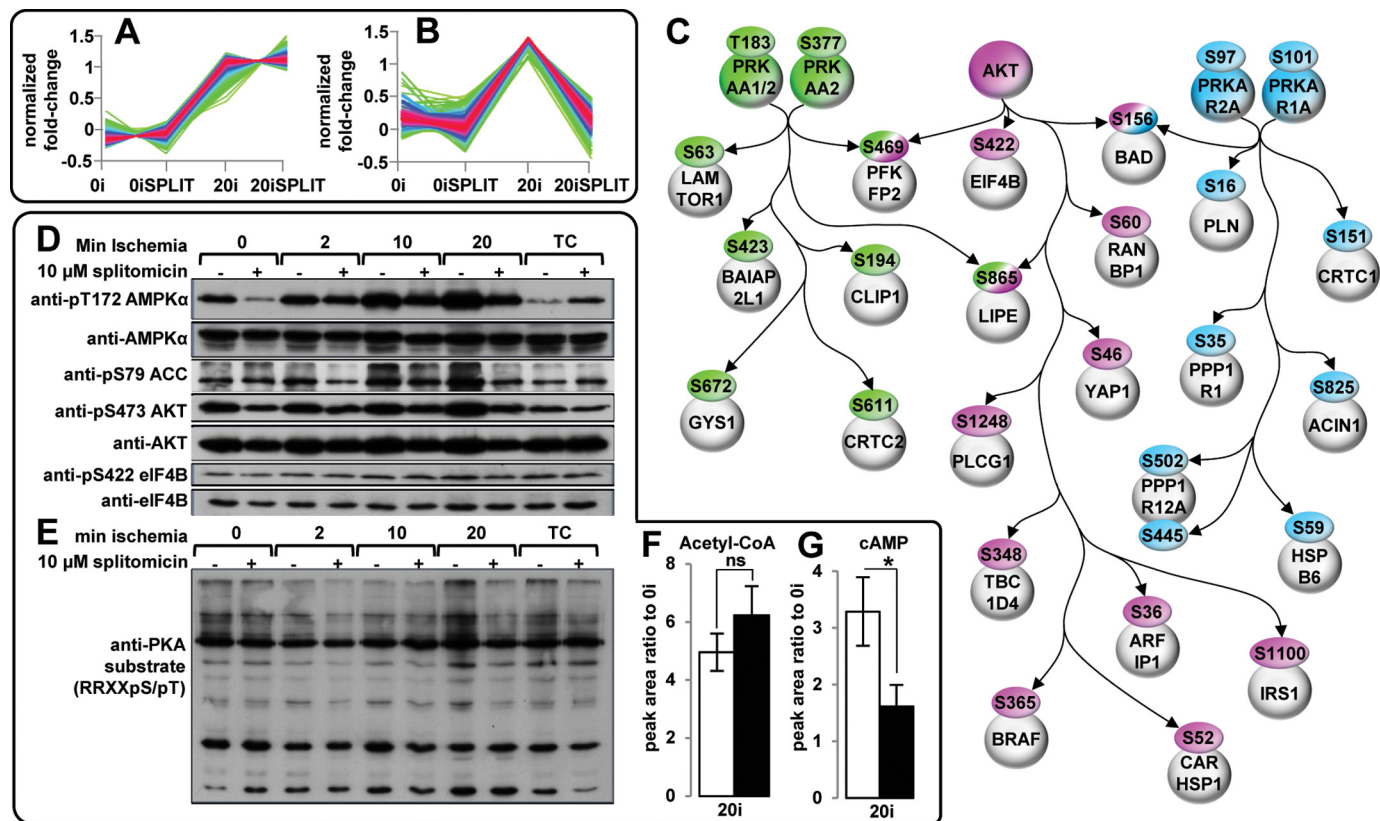 A
normalized
fold-change
1.5
1
0.5
0
-0.5
0i
0iSPLIT
20i
20iSPLIT
B
normalized
fold-change
1.5
1
0.5
0
-0.5
0i
0iSPLIT
20i
20iSPLIT
C
T183
PRK
AA1/2
S377
PRK
AA2
AKT
S97
PRKA
R2A
S101
PRKA
R1A
S63
LAM
TOR1
S469
PFK
FP2
S422
EIF4B
S156
BAD
S16
PLN
S151
CRTC1
S423
BAIAP
2L1
S194
CLIP1
S865
LIPE
S60
RAN
BP1
S672
GYS1
S611
CRTC2
S1248
PLCG1
S46
YAP1
S35
PPP1
R1
S825
ACIN1
S502
PPP1
R12A
S445
S59
HSP
B6
S348
TBC
1D4
S36
ARF
IP1
S1100
IRS1
S365
BRAF
S52
CAR
HSP1
D
Min Ischemia
0
2
10
20
TC
10 µM splitomicin
- + - + - + - + - +
anti-pT172 AMPKα
anti-AMPKα
anti-pS79 ACC
anti-pS473 AKT
anti-AKT
anti-pS422 eIF4B
anti-eIF4B
E
min ischemia
0
2
10
20
TC
10 µM splitomicin
- + - + - + - + - +
anti-PKA
substrate
(RRXXpS/pT)
F
Acetyl-CoA
ns
peak area ratio to 0i
8
6
4
2
0
20i
G
cAMP
*
peak area ratio to 0i
4
3
2
1
0
20i